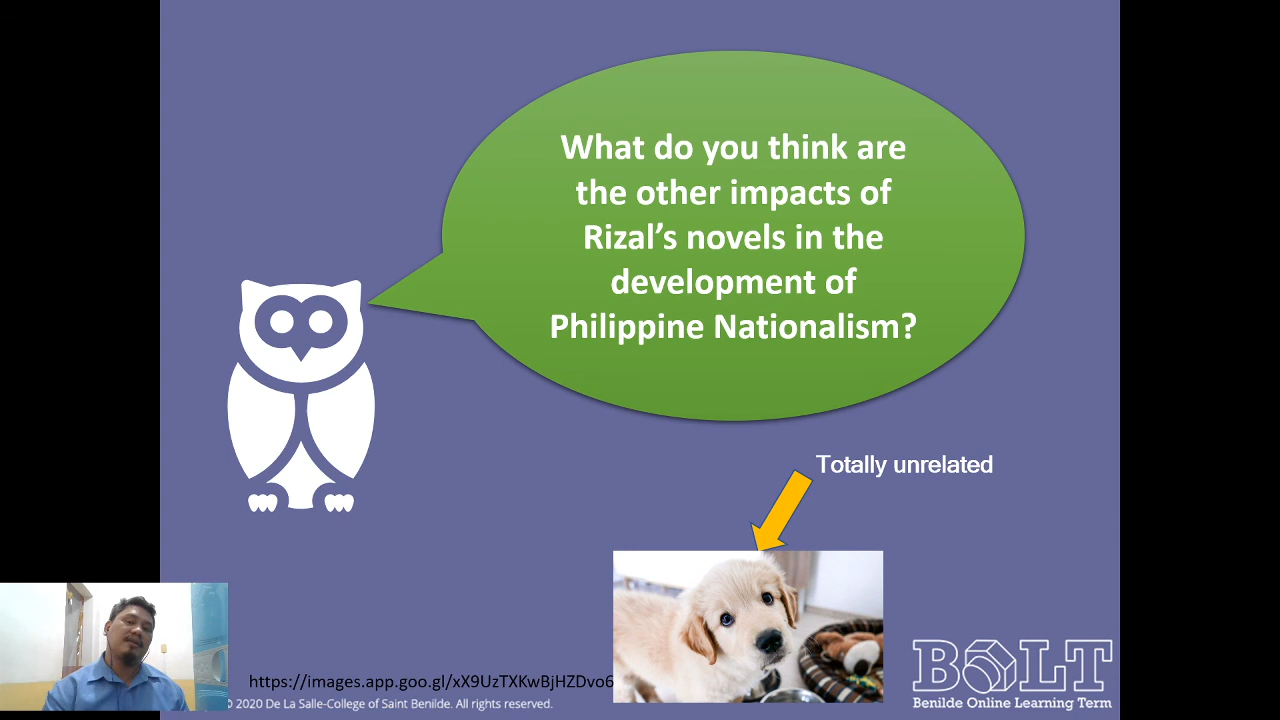 What do you think are
the other impacts of
Rizal’s novels in the
development of
Philippine Nationalism?
Totally unrelated
https://images.app.goo.gl/xX9UzTXKwBjHZDvo6
© 2020 De La Salle-College of Saint Benilde. All rights reserved.
BOLT
Benilde Online Learning Term